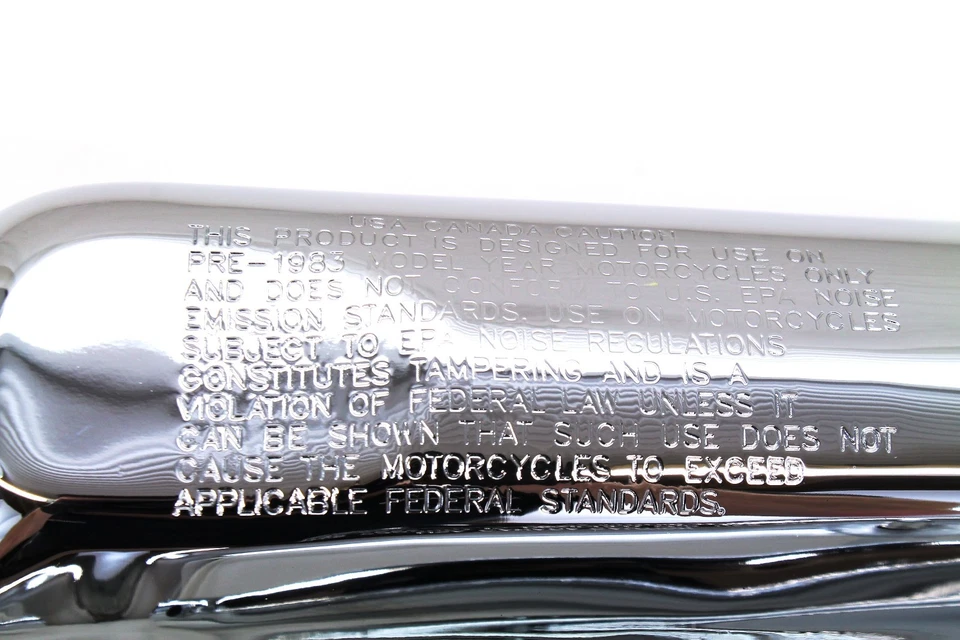 USA CANADA CAUTION
THIS PRODUCT IS DESIGNED FOR USE ON
PRE-1983 MODEL YEAR MOTORCYCLES ONLY
AND DOES NOT CONFORM TO U.S. EPA NOISE
EMISSION STANDARDS. USE ON MOTORCYCLES
SUBJECT TO EPA NOISE REGULATIONS
CONSTITUTES TAMPERING AND IS A
VIOLATION OF FEDERAL LAW UNLESS IT
CAN BE SHOWN THAT SUCH USE DOES NOT
CAUSE THE MOTORCYCLES TO EXCEED
APPLICABLE FEDERAL STANDARDS.